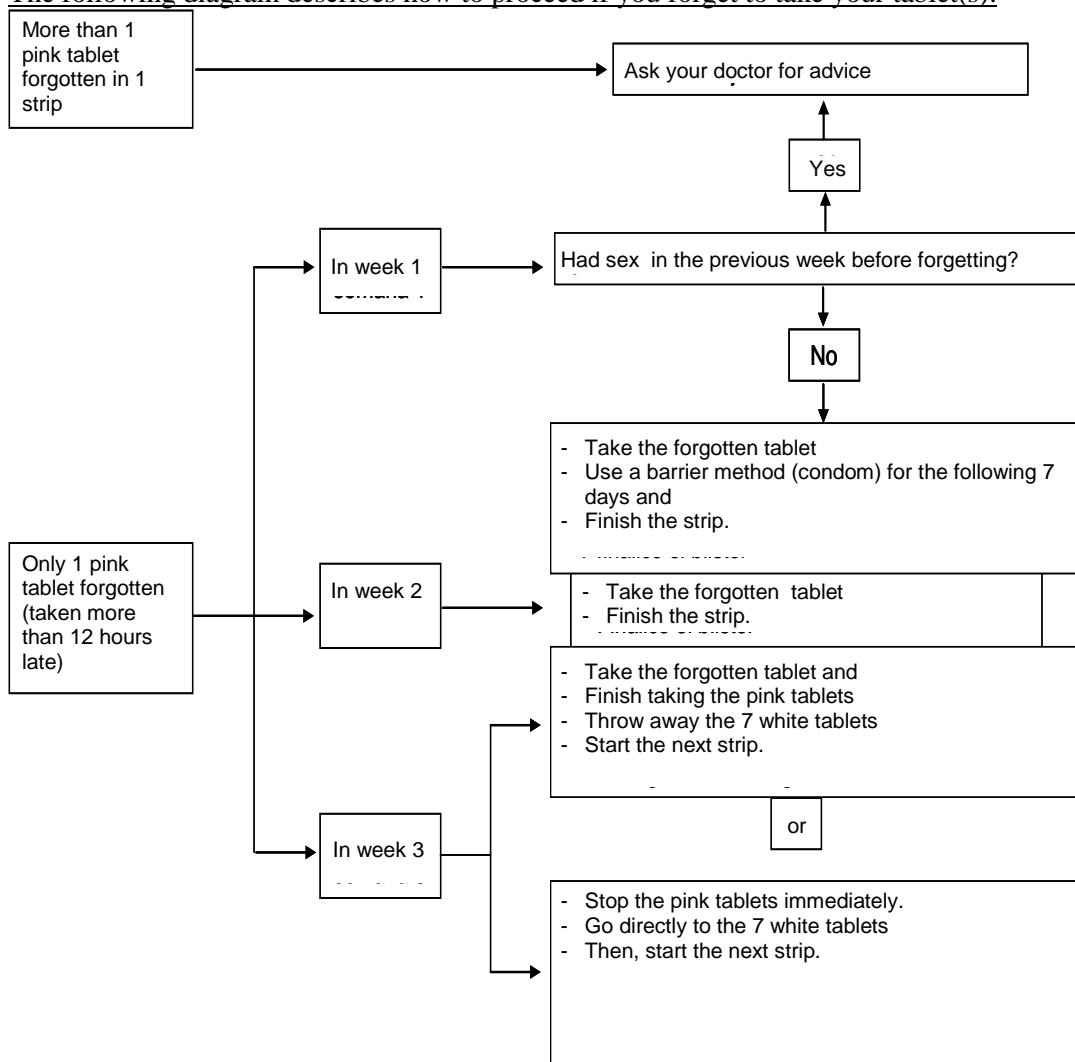 The following diagram describes how to proceed if you forget to take your tablet(s):
More than 1
pink tablet
forgotten in 1
strip
Ask your doctor for advice
Yes
In week 1
Had sex in the previous week before forgetting?
No
- Take the forgotten tablet
- Use a barrier method (condom) for the following 7
days and
- Finish the strip.
Only 1 pink
tablet forgotten
(taken more
than 12 hours
late)
In week 2
- Take the forgotten tablet
- Finish the strip.
- Take the forgotten tablet and
- Finish taking the pink tablets
- Throw away the 7 white tablets
- Start the next strip.
or
In week 3
- Stop the pink tablets immediately.
- Go directly to the 7 white tablets
- Then, start the next strip.